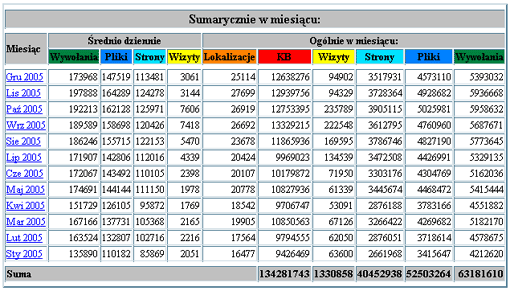 Sumarycznie w miesiącu:
Miesiąc Średnio dziennie Ogólnie w miesiącu:
Wywołania Pliki Strony Wizyty Lokalizacje KB Wizyty Strony Pliki Wywołania
Gru 2005 173968 147519 113481 3061 25114 12638276 94902 3517931 4573110 5393032
Lis 2005 197888 164289 124278 3144 27699 12939756 94329 3728364 4928682 5936668
Paź 2005 192213 162128 125971 7606 26919 12753395 235789 3905115 5025981 5958632
Wrz 2005 189589 158698 120426 7418 26692 13329215 222548 3612795 4760960 5687671
Sie 2005 186246 155715 122153 5470 23678 11865936 169595 3786746 4827190 5773645
Lip 2005 171907 142806 112016 4339 20424 9969023 134539 3472508 4426991 5329135
Cze 2005 172067 143492 110105 2398 20107 10179872 71950 3303176 4304769 5162036
Maj 2005 174691 144144 111150 1978 20778 10827936 61339 3445674 4468472 5415444
Kwi 2005 151729 126105 95872 1769 18542 9706747 53091 2876188 3783166 4551882
Mar 2005 167166 137731 105368 2165 19905 10850563 67126 3266422 4269682 5182170
Lut 2005 163524 132807 102716 2216 17564 9794555 62050 2876051 3718614 4578675
Sty 2005 135890 110182 85869 2051 16477 9426469 63600 2661968 3415647 4212620
Suma 134281743 1330858 40452938 52503264 63181610